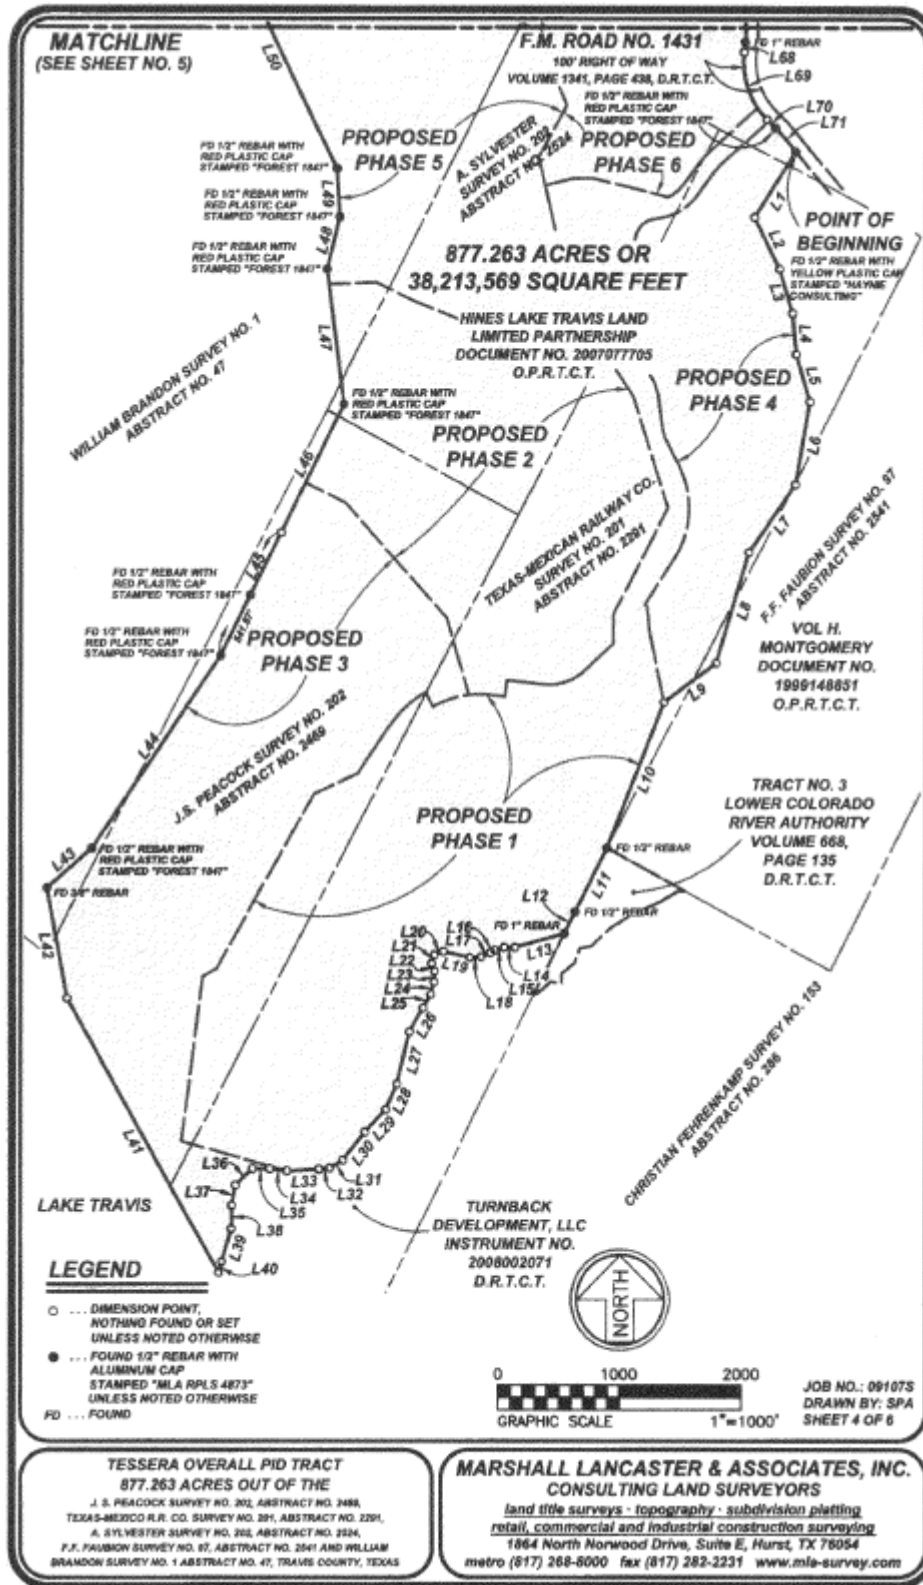 MATCHLINE
(SEE SHEET NO. 5)
L50
F.M. ROAD NO. 1431
100' RIGHT OF WAY
VOLUME 1341, PAGE 438, D.R.T.C.T.
FD 1" REBAR
L68
L69
FD 1/2" REBAR WITH
RED PLASTIC CAP
STAMPED "FOREST 1847"
L70
L71
FD 1/2" REBAR WITH
RED PLASTIC CAP
STAMPED "FOREST 1847"
PROPOSED
PHASE 5
A. SYLVESTER
SURVEY NO. 202
ABSTRACT NO. 2534
PROPOSED
PHASE 6
L49
FD 1/2" REBAR WITH
RED PLASTIC CAP
STAMPED "FOREST 1847"
L1
L48
POINT OF
BEGINNING
FD 1/2" REBAR WITH
YELLOW PLASTIC CAP
STAMPED "HAYNIE
CONSULTING"
L2
FD 1/2" REBAR WITH
RED PLASTIC CAP
STAMPED "FOREST 1847"
877.263 ACRES OR
38,213,569 SQUARE FEET
L3
HINES LAKE TRAVIS LAND
LIMITED PARTNERSHIP
DOCUMENT NO. 2007077705
O.P.R.T.C.T.
L47
L4
WILLIAM BRANDON SURVEY NO. 1
ABSTRACT NO. 47
PROPOSED
PHASE 4
L5
FD 1/2" REBAR WITH
RED PLASTIC CAP
STAMPED "FOREST 1847"
PROPOSED
PHASE 2
L46
L6
TEXAS-MEXICAN RAILWAY CO.
SURVEY NO. 201
ABSTRACT NO. 2291
F.F. FAUBION SURVEY NO. 97
ABSTRACT NO. 2541
L7
L45
FD 1/2" REBAR WITH
RED PLASTIC CAP
STAMPED "FOREST 1847"
L8
FD 1/2" REBAR WITH
RED PLASTIC CAP
STAMPED "FOREST 1847"
PROPOSED
PHASE 3
VOL H.
MONTGOMERY
DOCUMENT NO.
1999148651
O.P.R.T.C.T.
L9
L44
J.S. PEACOCK SURVEY NO. 202
ABSTRACT NO. 2469
L10
PROPOSED
PHASE 1
TRACT NO. 3
LOWER COLORADO
RIVER AUTHORITY
VOLUME 668,
PAGE 135
D.R.T.C.T.
L43
FD 1/2" REBAR WITH
RED PLASTIC CAP
STAMPED "FOREST 1847"
FD 1/2" REBAR
FD 3/8" REBAR
L11
L12
FD 1/2" REBAR
FD 1" REBAR
L42
L20
L21
L22
L23
L24
L25
L16
L17
L19
L18
L15
L14
L13
L26
L27
L28
L29
L30
L31
L32
L33
L34
L35
L36
L37
L38
L39
L40
L41
CHRISTIAN FEHRENKAMP SURVEY NO. 153
ABSTRACT NO. 286
LAKE TRAVIS
TURNBACK
DEVELOPMENT, LLC
INSTRUMENT NO.
2008002071
D.R.T.C.T.
LEGEND
... DIMENSION POINT,
NOTHING FOUND OR SET
UNLESS NOTED OTHERWISE
... FOUND 1/2" REBAR WITH
ALUMINUM CAP
STAMPED "MLA RPLS 4873"
UNLESS NOTED OTHERWISE
FD ... FOUND
NORTH
0 1000 2000
GRAPHIC SCALE 1"=1000'
JOB NO.: 09107S
DRAWN BY: SPA
SHEET 4 OF 6
TESSERA OVERALL PID TRACT
877.263 ACRES OUT OF THE
J. S. PEACOCK SURVEY NO. 202, ABSTRACT NO. 2469,
TEXAS-MEXICO R.R. CO. SURVEY NO. 201, ABSTRACT NO. 2291,
A. SYLVESTER SURVEY NO. 202, ABSTRACT NO. 2534,
F.F. FAUBION SURVEY NO. 97, ABSTRACT NO. 2541 AND WILLIAM
BRANDON SURVEY NO. 1 ABSTRACT NO. 47, TRAVIS COUNTY, TEXAS
MARSHALL LANCASTER & ASSOCIATES, INC.
CONSULTING LAND SURVEYORS
land title surveys - topography - subdivision platting
retail, commercial and industrial construction surveying
1864 North Norwood Drive, Suite E, Hurst, TX 76054
metro (817) 268-8000 fax (817) 282-2231 www.mla-survey.com